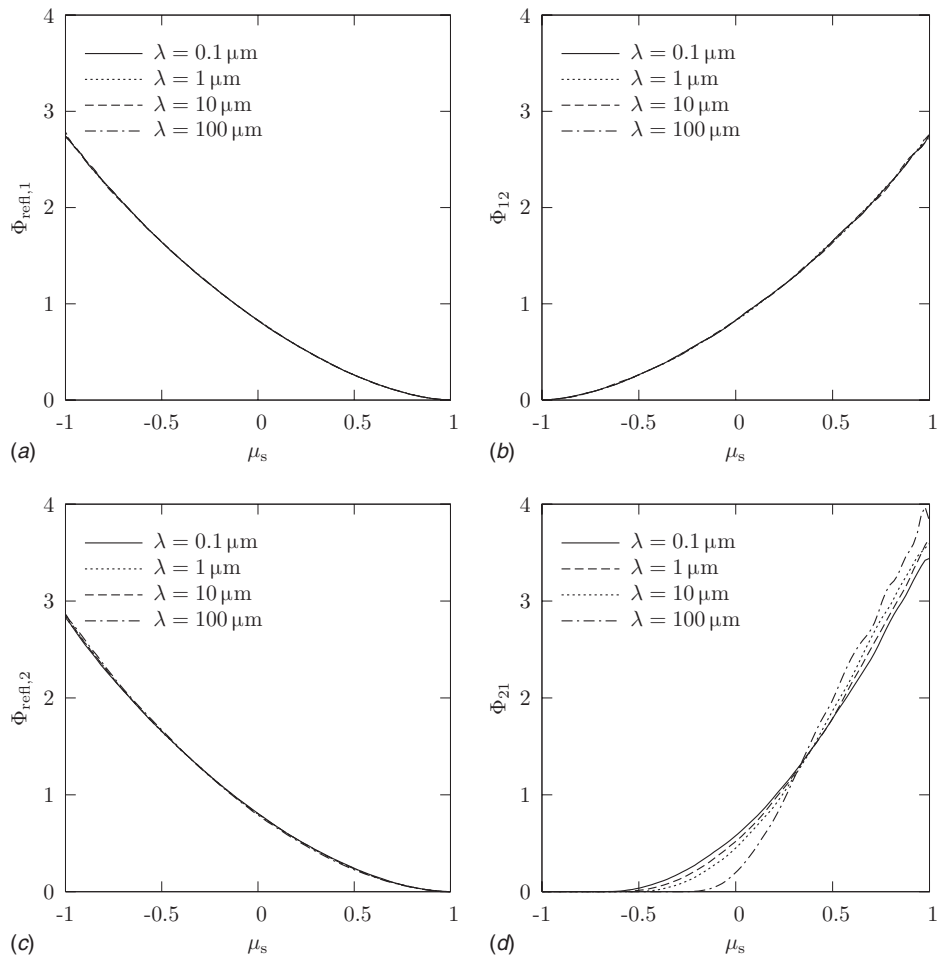 4
3
2
1
0
Φrefl,1
λ = 0.1 μm
λ = 1 μm
λ = 10 μm
λ = 100 μm
-1 -0.5 0 0.5 1
(a) μs
4
3
2
1
0
Φ12
λ = 0.1 μm
λ = 1 μm
λ = 10 μm
λ = 100 μm
-1 -0.5 0 0.5 1
(b) μs
4
3
2
1
0
Φrefl,2
λ = 0.1 μm
λ = 1 μm
λ = 10 μm
λ = 100 μm
-1 -0.5 0 0.5 1
(c) μs
4
3
2
1
0
Φ21
λ = 0.1 μm
λ = 1 μm
λ = 10 μm
λ = 100 μm
-1 -0.5 0 0.5 1
(d) μs